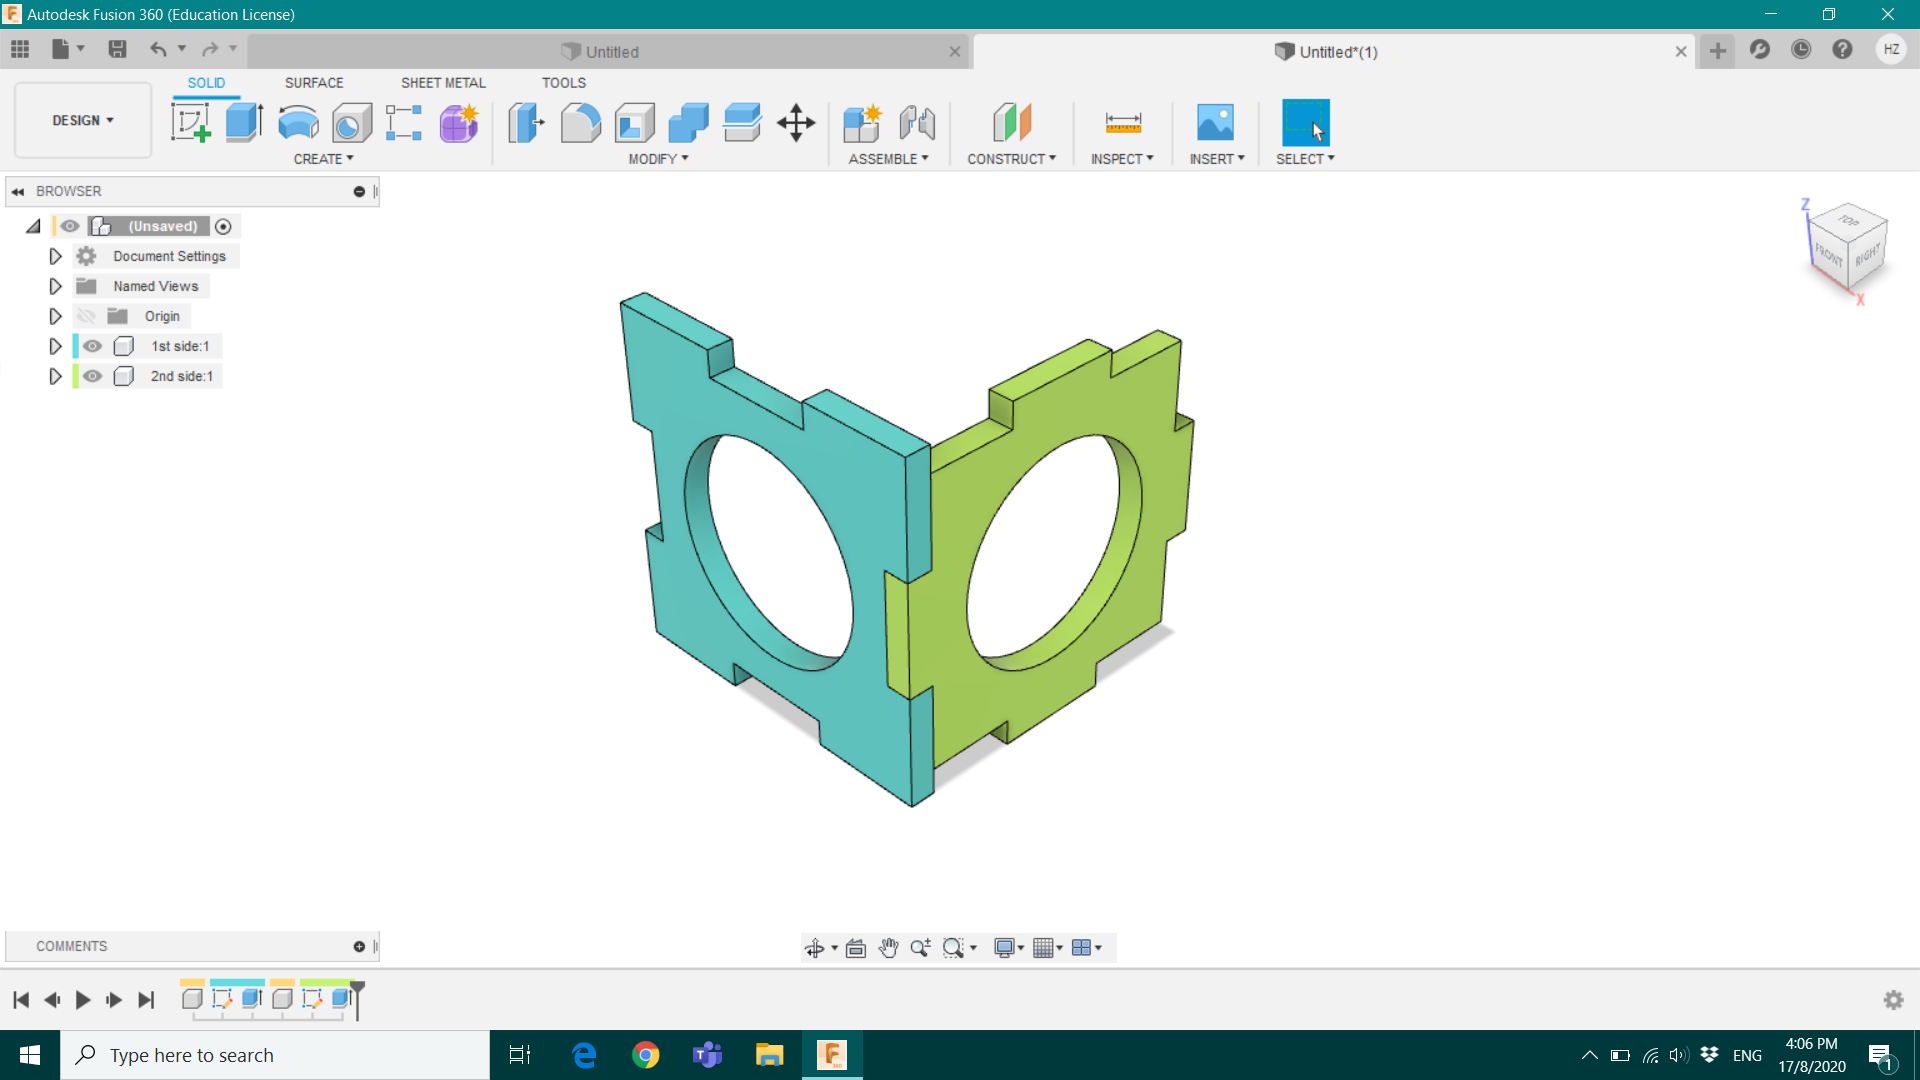 Autodesk Fusion 360 (Education License)
Untitled
Untitled*(1)
HZ
SOLID
SURFACE
SHEET METAL
TOOLS
DESIGN
CREATE
MODIFY
ASSEMBLE
CONSTRUCT
INSPECT
INSERT
SELECT
BROWSER
(Unsaved)
Document Settings
Named Views
Origin
1st side:1
2nd side:1
Z
TOP
FRONT
RIGHT
X
COMMENTS
Type here to search
ENG
4:06 PM
17/8/2020
1